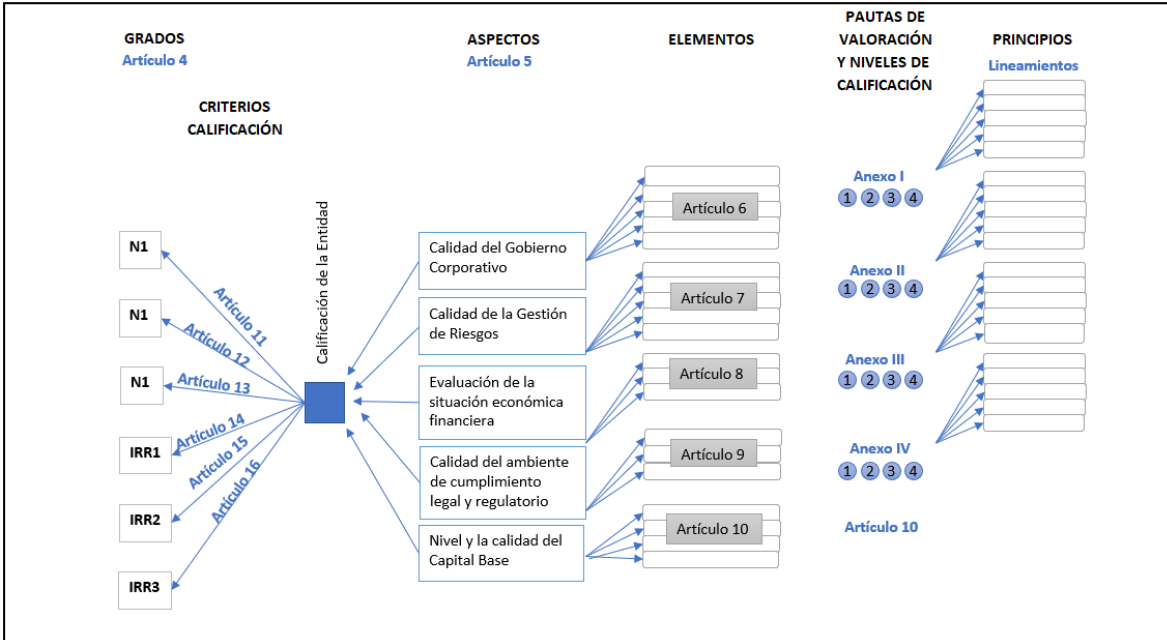 GRADOS
Artículo 4
CRITERIOS
CALIFICACIÓN
ASPECTOS
Artículo 5
ELEMENTOS
PAUTAS DE
VALORACIÓN
Y NIVELES DE
CALIFICACIÓN
PRINCIPIOS
Lineamientos
N1
N1
N1
IRR1
IRR2
IRR3
Artículo 11
Artículo 12
Artículo 13
Artículo 14
Artículo 15
Artículo 16
Calificación de la Entidad
Calidad del Gobierno
Corporativo
Calidad de la Gestión
de Riesgos
Evaluación de la
situación económica
financiera
Calidad del ambiente
de cumplimiento
legal y regulatorio
Nivel y la calidad del
Capital Base
Artículo 6
Artículo 7
Artículo 8
Artículo 9
Artículo 10
Anexo I
1 2 3 4
Anexo II
1 2 3 4
Anexo III
1 2 3 4
Anexo IV
1 2 3 4
Artículo 10